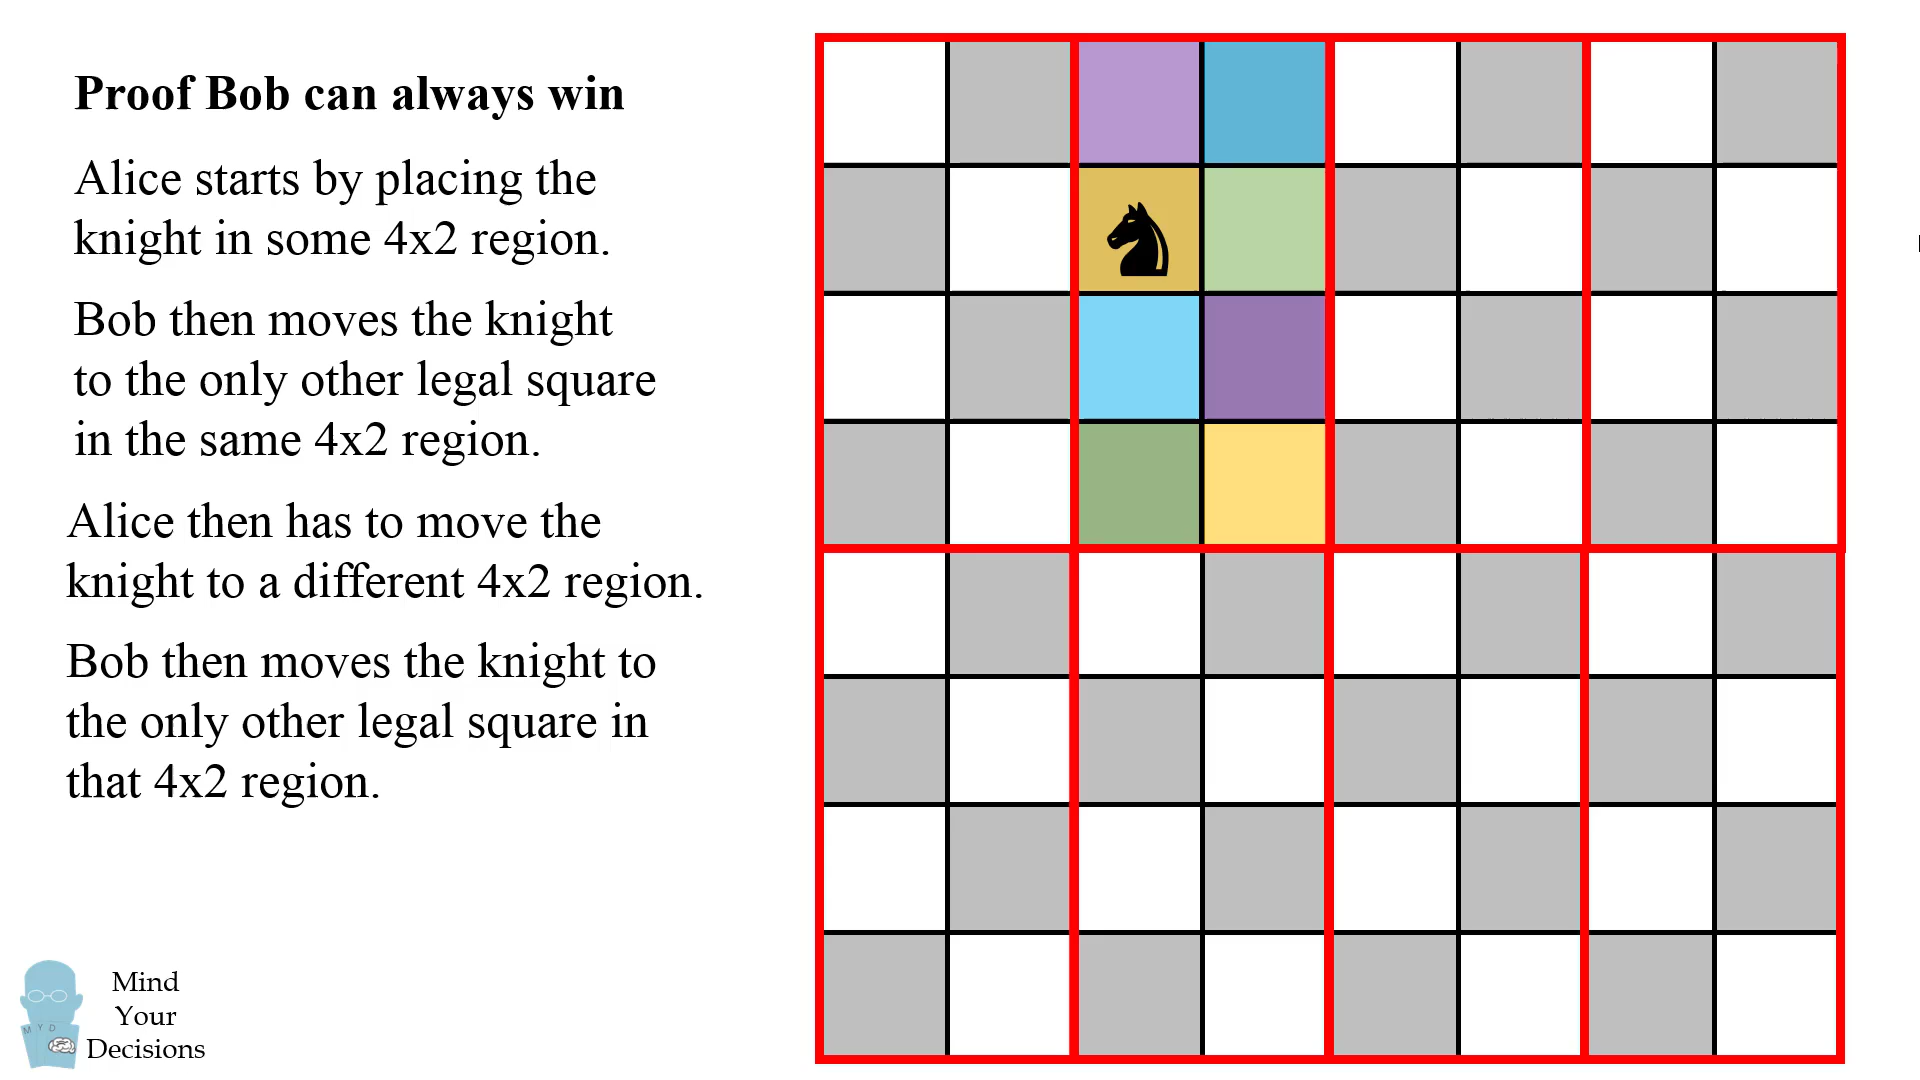 Proof Bob can always win
Alice starts by placing the
knight in some 4x2 region.
Bob then moves the knight
to the only other legal square
in the same 4x2 region.
Alice then has to move the
knight to a different 4x2 region.
Bob then moves the knight to
the only other legal square in
that 4x2 region.
M Y D
Mind
Your
Decisions